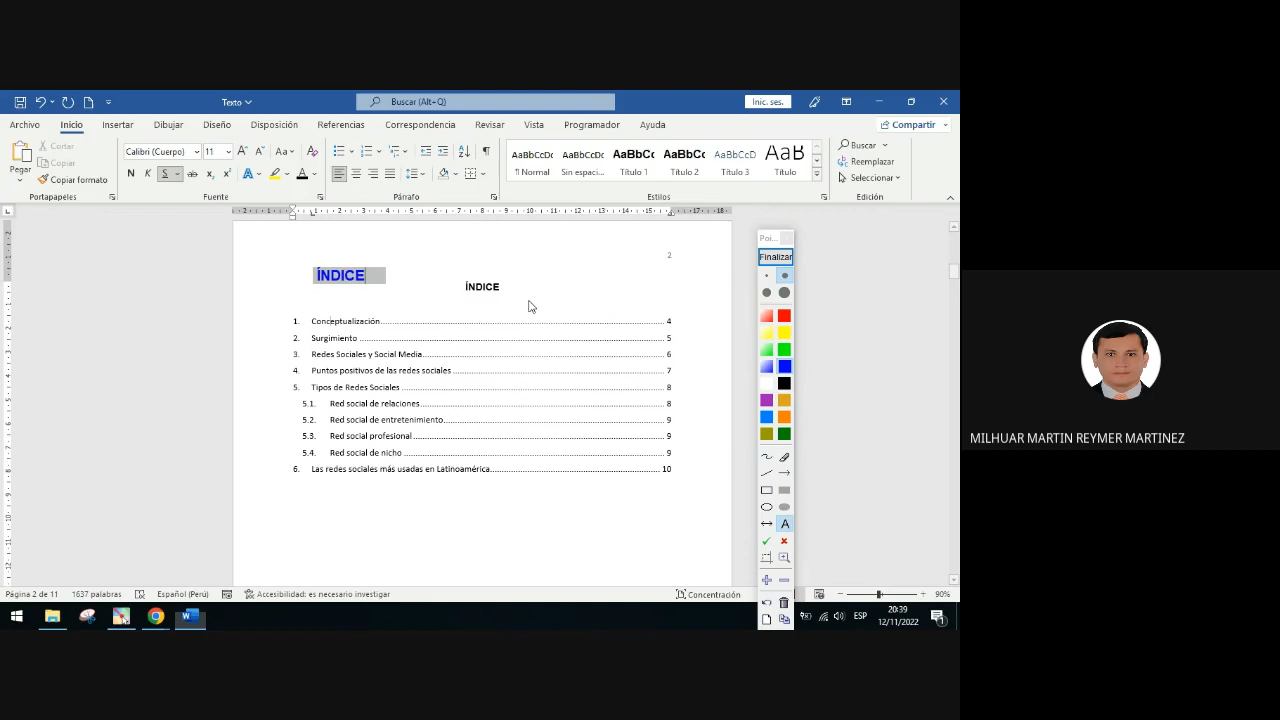 Texto
Buscar (Alt+Q)
Inic. ses.
Archivo Inicio Insertar Dibujar Diseño Disposición Referencias Correspondencia Revisar Vista Programador Ayuda Compartir
Pegar
Cortar
Copiar
Copiar formato
Portapapeles
Calibri (Cuerpo) 11
N K S ab x₂ x²
Fuente
Párrafo
AaBbCcDc AaBbCcDc AaBbCc AaBbCc AaBbCcD AaB
¶ Normal Sin espaci... Título 1 Título 2 Título 3 Título
Estilos
Buscar
Reemplazar
Seleccionar
Edición
2
ÍNDICE
ÍNDICE
1. Conceptualización 4
2. Surgimiento 5
3. Redes Sociales y Social Media 6
4. Puntos positivos de las redes sociales 7
5. Tipos de Redes Sociales 8
5.1. Red social de relaciones 8
5.2. Red social de entretenimiento 9
5.3. Red social profesional 9
5.4. Red social de nicho 9
6. Las redes sociales más usadas en Latinoamérica 10
Poi...
Finalizar
A
Página 2 de 11 1637 palabras Español (Perú) Accesibilidad: es necesario investigar Concentración 90%
ESP
20:39
12/11/2022
MILHUAR MARTIN REYMER MARTINEZ